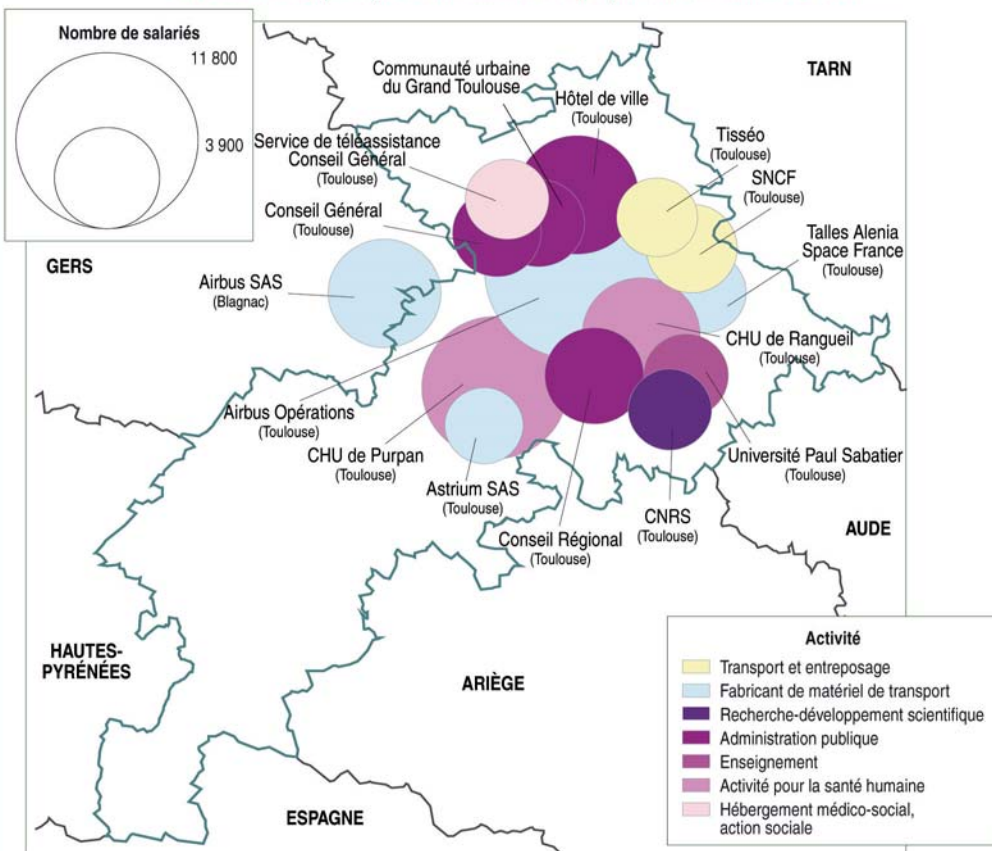 Nombre de salariés
11 800
3 900
TARN
Communauté urbaine
du Grand Toulouse
Hôtel de ville
(Toulouse)
Tisséo
(Toulouse)
Service de téléassistance
Conseil Général
(Toulouse)
SNCF
(Toulouse)
Conseil Général
(Toulouse)
Talles Alenia
Space France
(Toulouse)
GERS
Airbus SAS
(Blagnac)
CHU de Rangueil
(Toulouse)
Airbus Opérations
(Toulouse)
CHU de Purpan
(Toulouse)
Université Paul Sabatier
(Toulouse)
Astrium SAS
(Toulouse)
CNRS
(Toulouse)
AUDE
Conseil Régional
(Toulouse)
HAUTES-
PYRÉNÉES
ARIÈGE
ESPAGNE
Activité
Transport et entreposage
Fabricant de matériel de transport
Recherche-développement scientifique
Administration publique
Enseignement
Activité pour la santé humaine
Hébergement médico-social,
action sociale